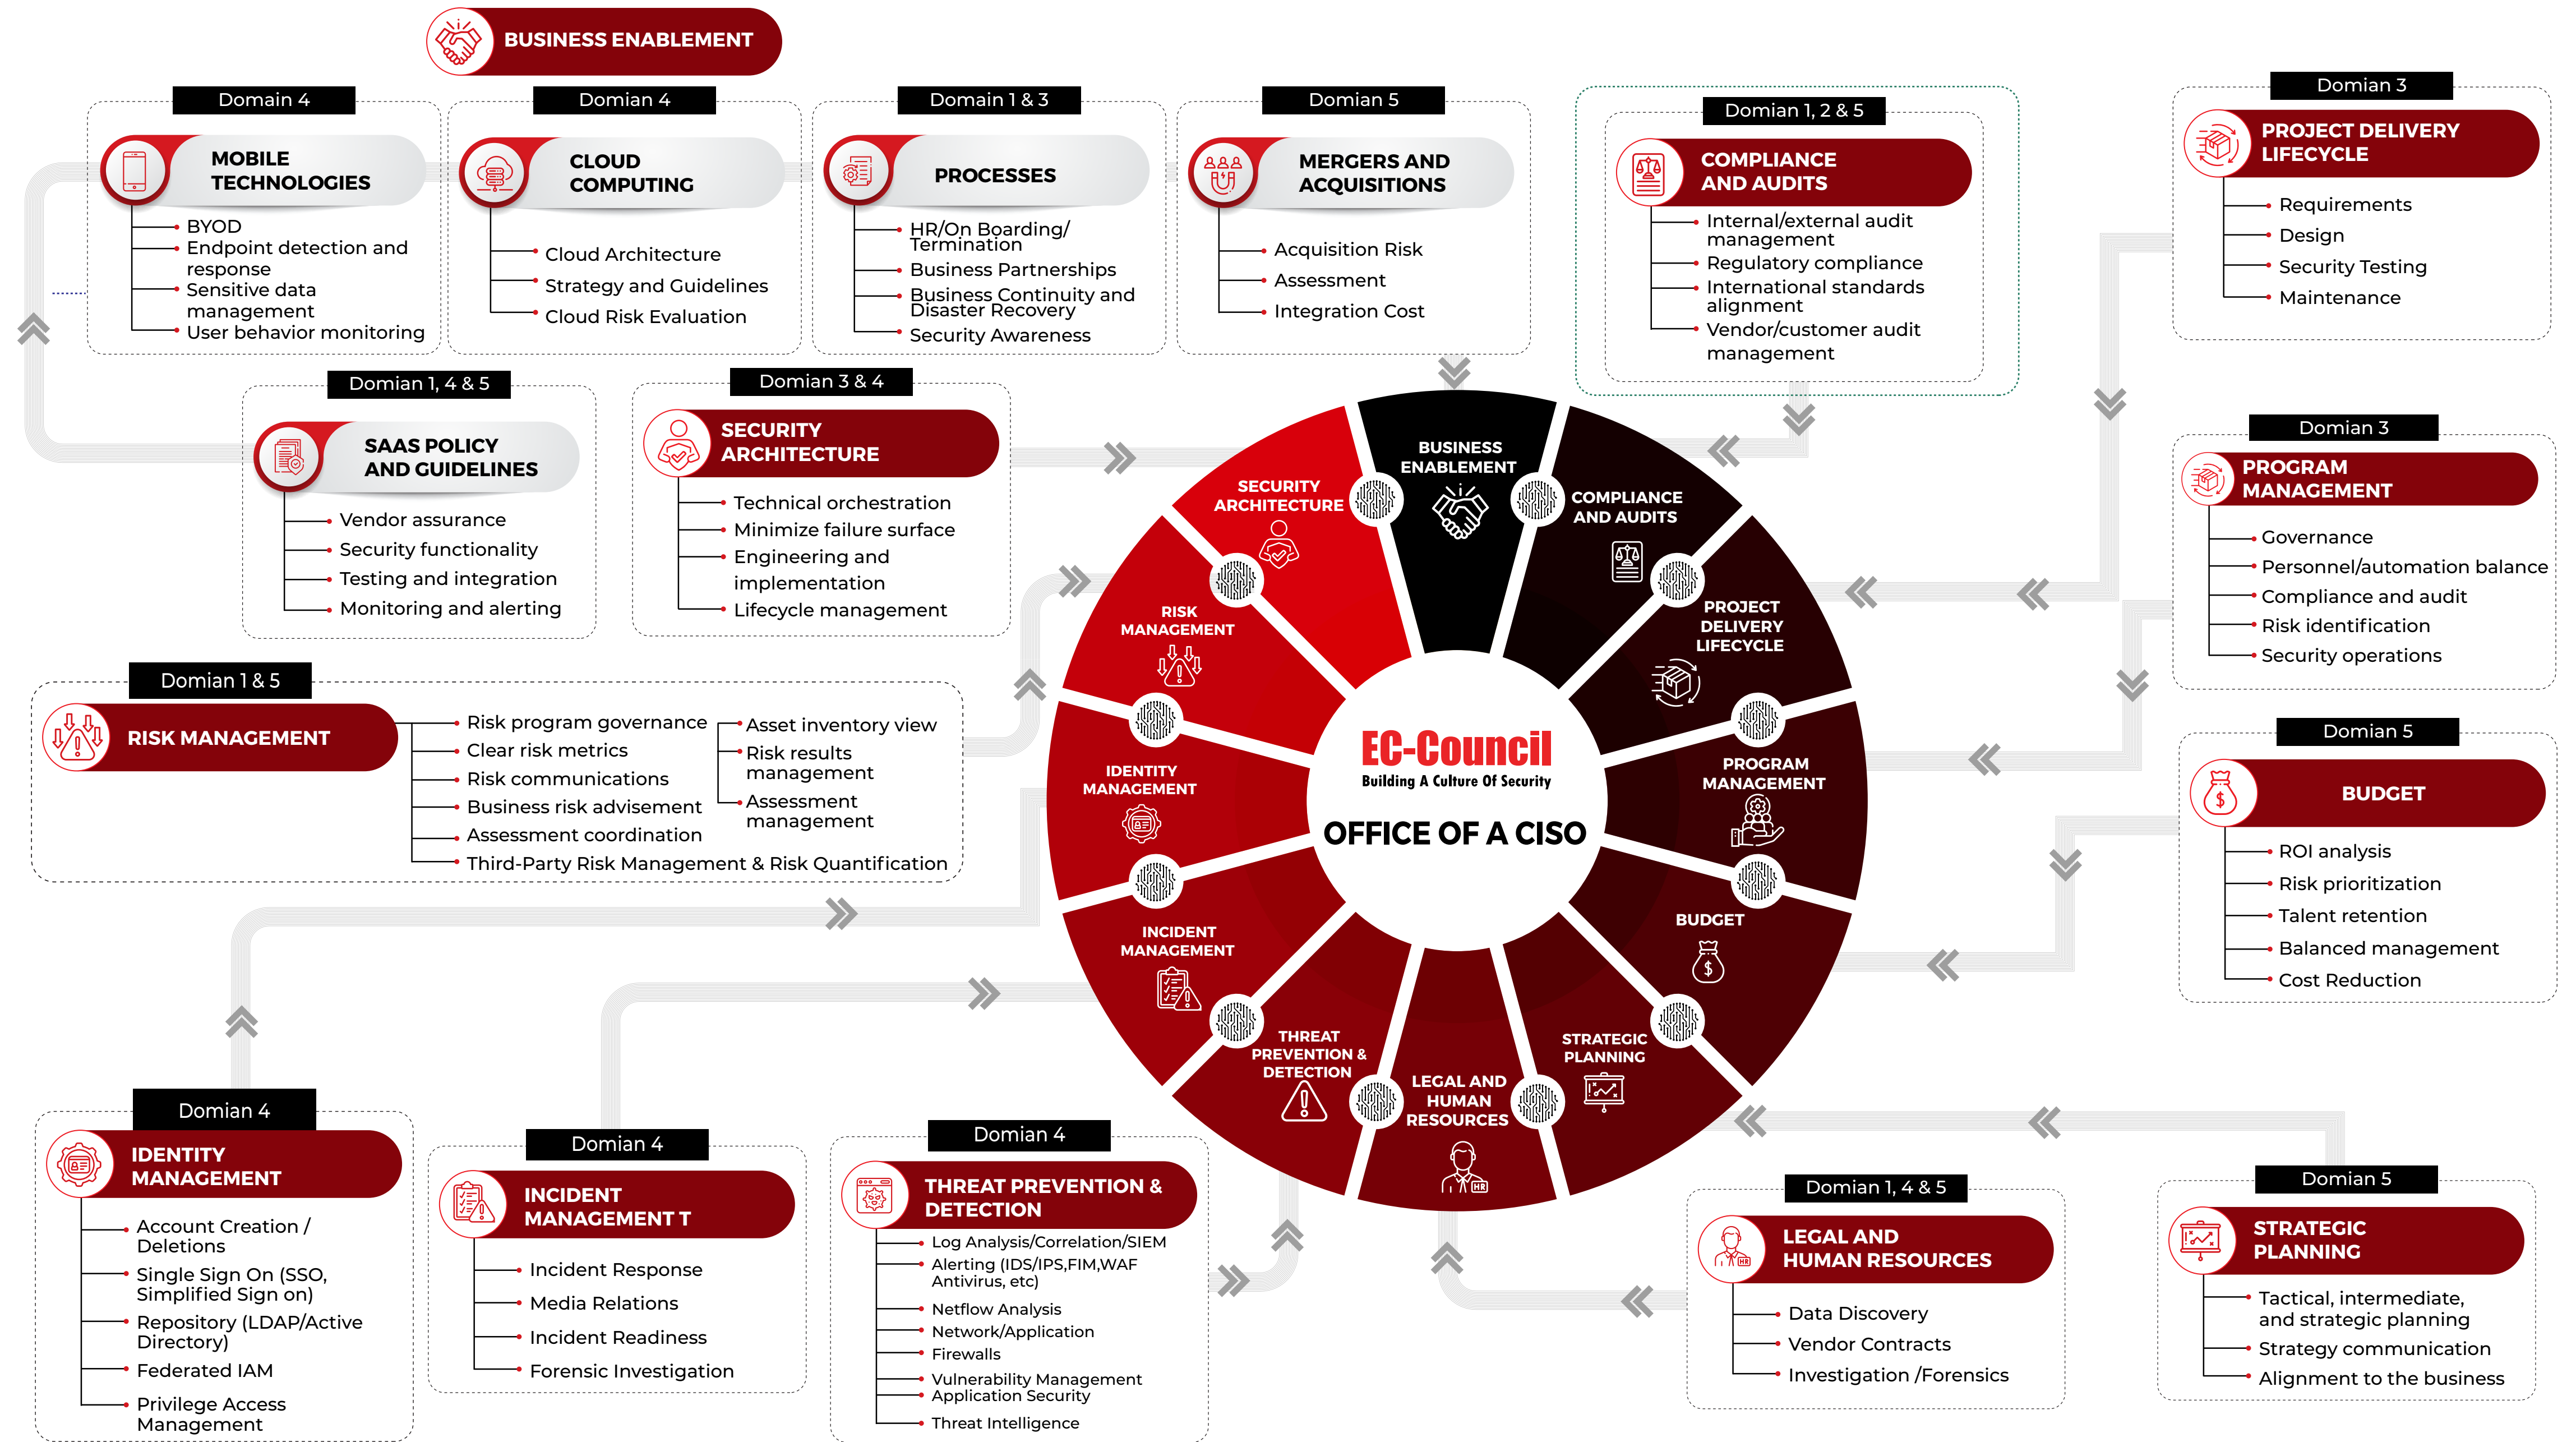 BUSINESS ENABLEMENT
Domain 4
MOBILE
TECHNOLOGIES
BYOD
Endpoint detection and
response
Sensitive data
management
User behavior monitoring
Domian 4
CLOUD
COMPUTING
Cloud Architecture
Strategy and Guidelines
Cloud Risk Evaluation
Domain 1 & 3
PROCESSES
HR/On Boarding/
Termination
Business Partnerships
Business Continuity and
Disaster Recovery
Security Awareness
Domian 5
MERGERS AND
ACQUISITIONS
Acquisition Risk
Assessment
Integration Cost
Domian 1, 2 & 5
COMPLIANCE
AND AUDITS
Internal/external audit
management
Regulatory compliance
International standards
alignment
Vendor/customer audit
management
Domian 3
PROJECT DELIVERY
LIFECYCLE
Requirements
Design
Security Testing
Maintenance
Domian 1, 4 & 5
SAAS POLICY
AND GUIDELINES
Vendor assurance
Security functionality
Testing and integration
Monitoring and alerting
Domian 3 & 4
SECURITY
ARCHITECTURE
Technical orchestration
Minimize failure surface
Engineering and
implementation
Lifecycle management
Domian 3
PROGRAM
MANAGEMENT
Governance
Personnel/automation balance
Compliance and audit
Risk identification
Security operations
Domian 1 & 5
RISK MANAGEMENT
Risk program governance
Clear risk metrics
Risk communications
Business risk advisement
Assessment coordination
Third-Party Risk Management & Risk Quantification
Asset inventory view
Risk results
management
Assessment
management
BUSINESS
ENABLEMENT
COMPLIANCE
AND AUDITS
PROJECT
DELIVERY
LIFECYCLE
PROGRAM
MANAGEMENT
BUDGET
STRATEGIC
PLANNING
LEGAL AND
HUMAN
RESOURCES
HR
THREAT
PREVENTION &
DETECTION
INCIDENT
MANAGEMENT
IDENTITY
MANAGEMENT
RISK
MANAGEMENT
SECURITY
ARCHITECTURE
EC-Council
Building A Culture Of Security
OFFICE OF A CISO
Domian 5
BUDGET
ROI analysis
Risk prioritization
Talent retention
Balanced management
Cost Reduction
Domian 4
IDENTITY
MANAGEMENT
Account Creation /
Deletions
Single Sign On (SSO,
Simplified Sign on)
Repository (LDAP/Active
Directory)
Federated IAM
Privilege Access
Management
Domian 4
INCIDENT
MANAGEMENT T
Incident Response
Media Relations
Incident Readiness
Forensic Investigation
Domian 4
THREAT PREVENTION &
DETECTION
Log Analysis/Correlation/SIEM
Alerting (IDS/IPS,FIM,WAF
Antivirus, etc)
Netflow Analysis
Network/Application
Firewalls
Vulnerability Management
Application Security
Threat Intelligence
Domian 1, 4 & 5
HR
LEGAL AND
HUMAN RESOURCES
Data Discovery
Vendor Contracts
Investigation /Forensics
Domian 5
STRATEGIC
PLANNING
Tactical, intermediate,
and strategic planning
Strategy communication
Alignment to the business